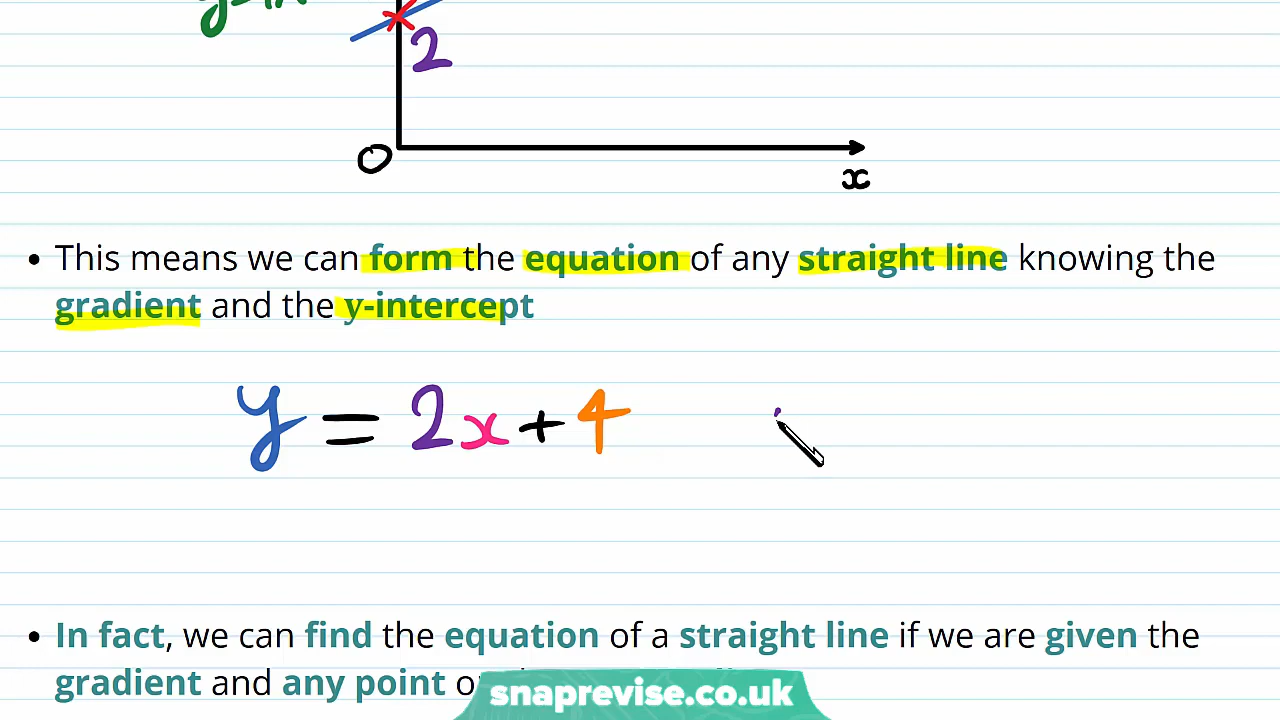 2
O
x
• This means we can form the equation of any straight line knowing the
gradient and the y-intercept
y = 2x + 4
• In fact, we can find the equation of a straight line if we are given the
gradient and any point
snaprevise.co.uk